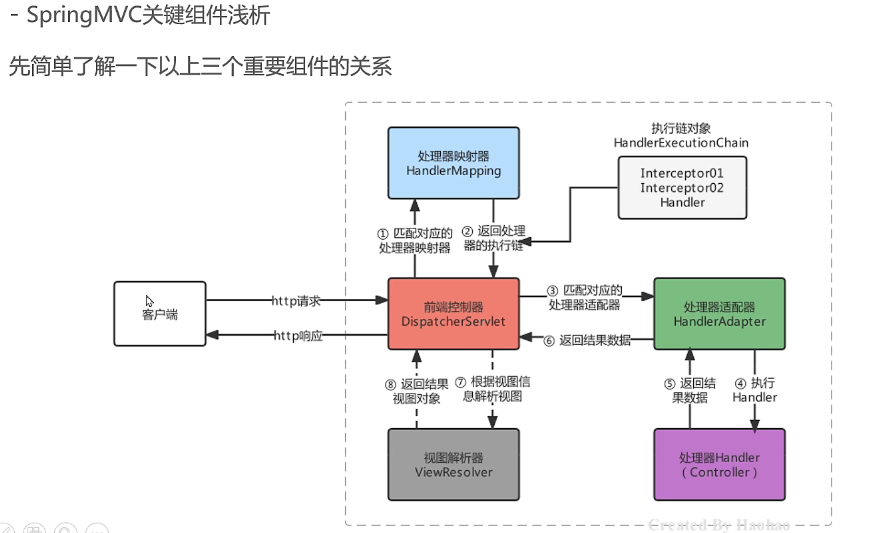 - SpringMVC关键组件浅析
先简单了解一下以上三个重要组件的关系
执行链对象
HandlerExecutionChain
处理器映射器
HandlerMapping
Interceptor01
Interceptor02
Handler
① 匹配对应的
处理器映射器
② 返回处理
器的执行链
客户端
http请求
http响应
前端控制器
DispatcherServlet
③ 匹配对应的
处理器适配器
⑥ 返回结果数据
处理器适配器
HandlerAdapter
⑧ 返回结果
视图对象
⑦ 根据视图信
息解析视图
⑤ 返回结
果数据
④ 执行
Handler
视图解析器
ViewResolver
处理器Handler
（Controller）
Created By Haohao